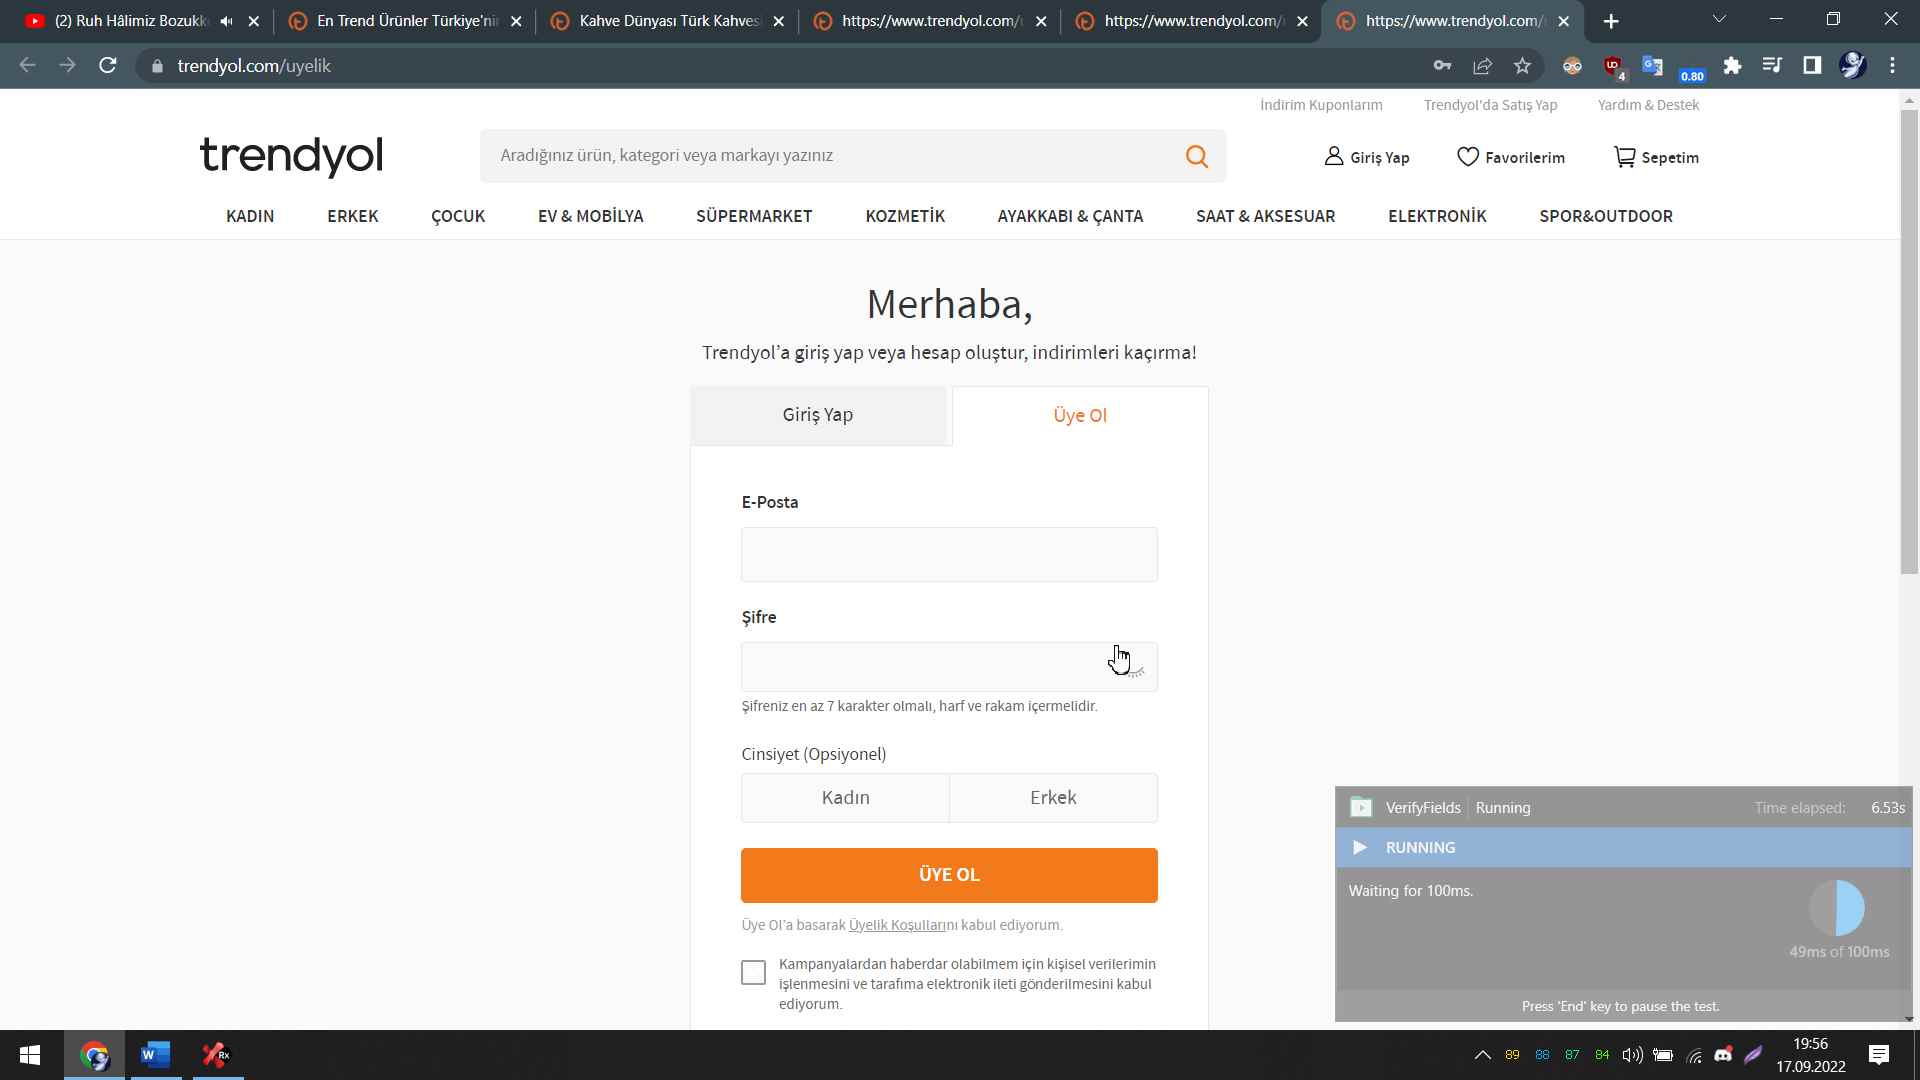 (2) Ruh Hâlimiz Bozukk
En Trend Ürünler Türkiye'nin
Kahve Dünyası Türk Kahvesi
https://www.trendyol.com/u
https://www.trendyol.com/u
https://www.trendyol.com/u
trendyol.com/uyelik
4
0.80
İndirim Kuponlarım
Trendyol'da Satış Yap
Yardım & Destek
trendyol
Aradığınız ürün, kategori veya markayı yazınız
Giriş Yap
Favorilerim
Sepetim
KADIN
ERKEK
ÇOCUK
EV & MOBİLYA
SÜPERMARKET
KOZMETİK
AYAKKABI & ÇANTA
SAAT & AKSESUAR
ELEKTRONİK
SPOR&OUTDOOR
Merhaba,
Trendyol’a giriş yap veya hesap oluştur, indirimleri kaçırma!
Giriş Yap
Üye Ol
E-Posta
Şifre
Şifreniz en az 7 karakter olmalı, harf ve rakam içermelidir.
Cinsiyet (Opsiyonel)
Kadın
Erkek
ÜYE OL
Üye Ol’a basarak Üyelik Koşullarını kabul ediyorum.
Kampanyalardan haberdar olabilmem için kişisel verilerimin
işlenmesini ve tarafıma elektronik ileti gönderilmesini kabul
ediyorum.
VerifyFields
Running
Time elapsed:
6.53s
RUNNING
Waiting for 100ms.
49ms of 100ms
Press 'End' key to pause the test.
W
Rx
89
86
87
84
19:56
17.09.2022